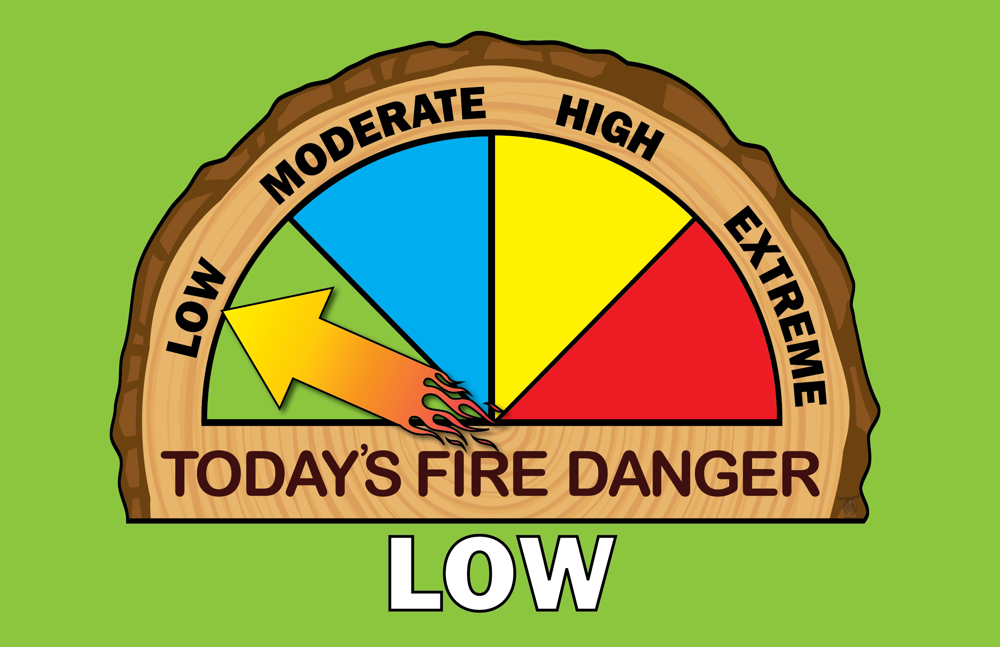 LOW
MODERATE
HIGH
EXTREME
TODAY'S FIRE DANGER
LOW